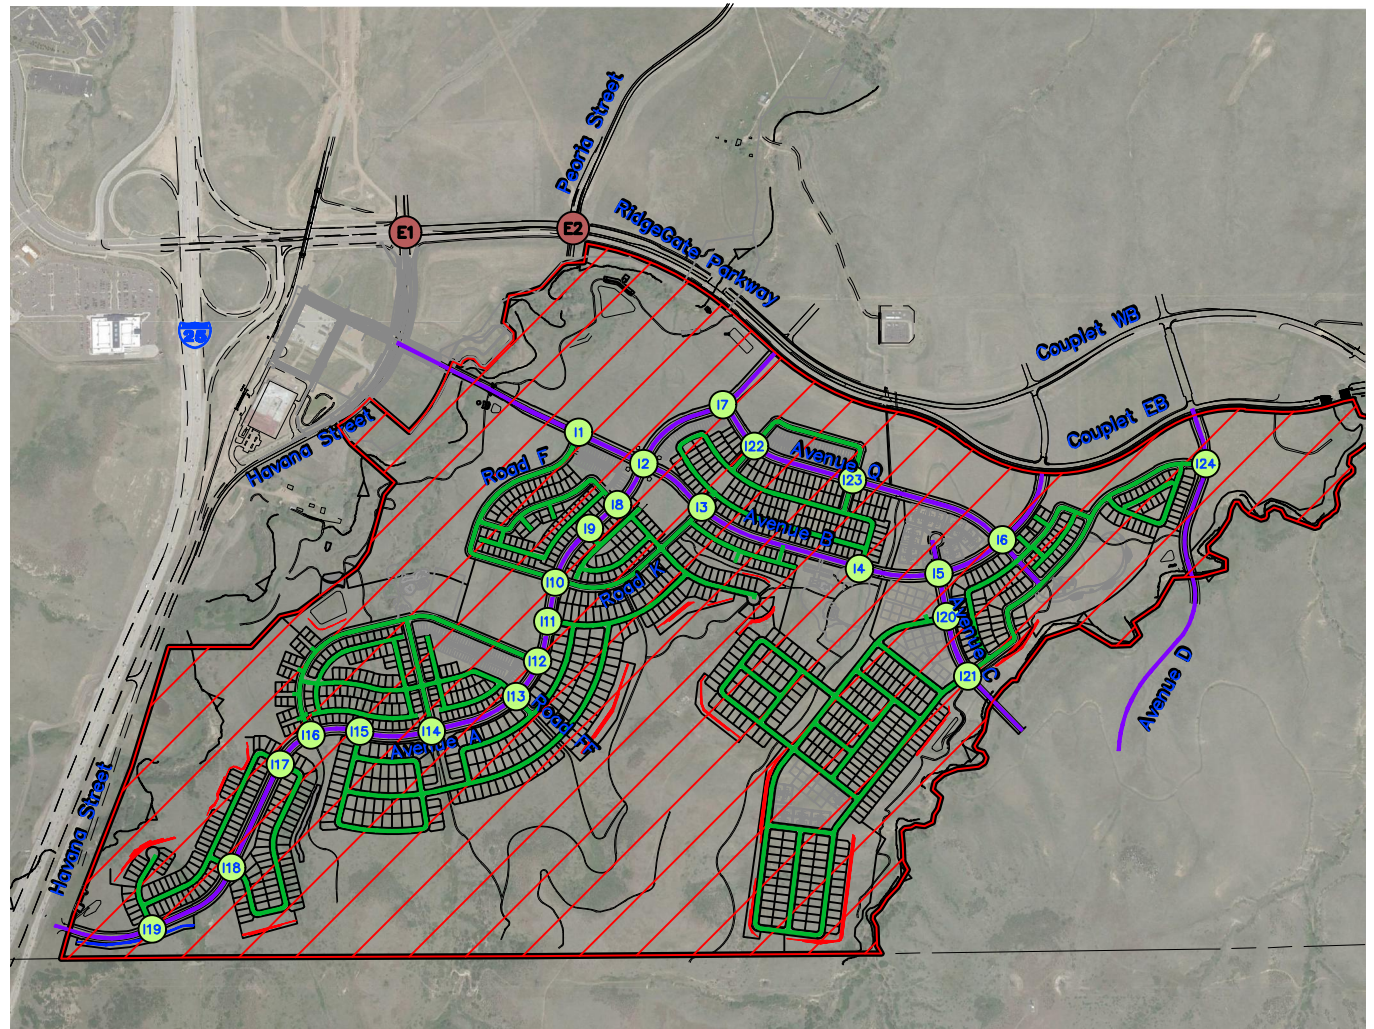 Peoria Street
E1
E2
RidgeGate Parkway
25
Couplet WB
Couplet EB
Havana Street
Road F
I1
I2
I7
I22
Avenue Q
I23
I24
I8
I3
Avenue B
I9
I6
I4
I5
I10
Road K
I11
I20
Avenue C
I12
I21
I13
Road FF
Avenue D
I16
I15
I14
Avenue A
I17
Havana Street
I18
I19